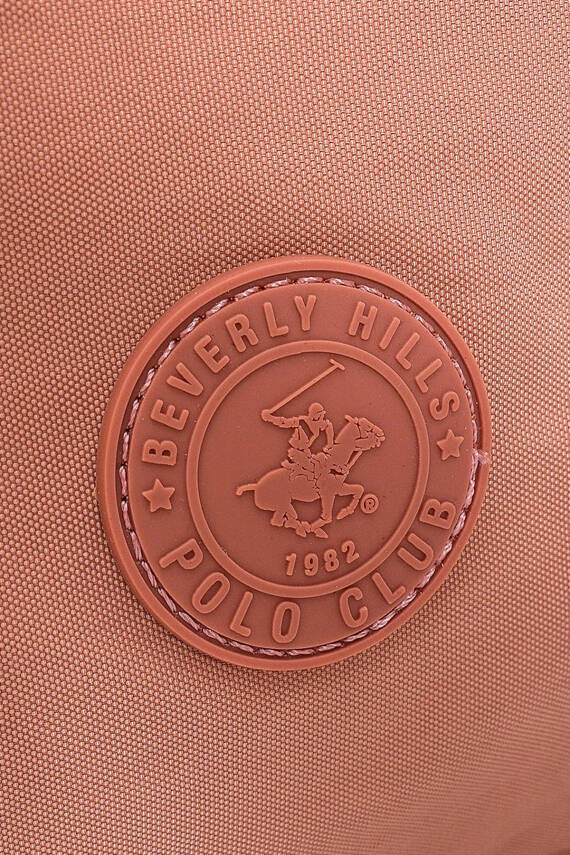 BEVERLY HILLS
POLO CLUB
®
1982